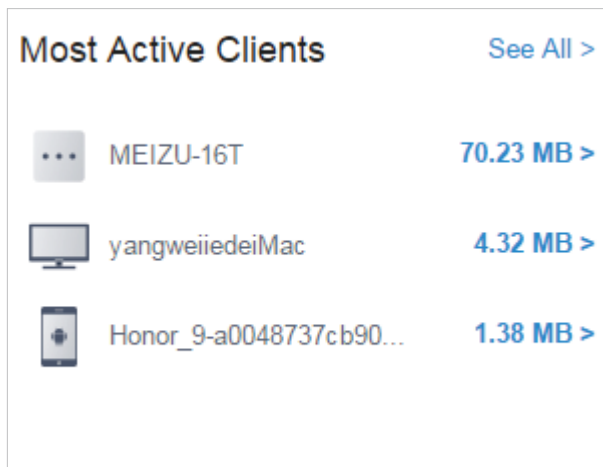 Most Active Clients See All >
MEIZU-16T 70.23 MB >
yangweiiedeiMac 4.32 MB >
Honor_9-a0048737cb90... 1.38 MB >